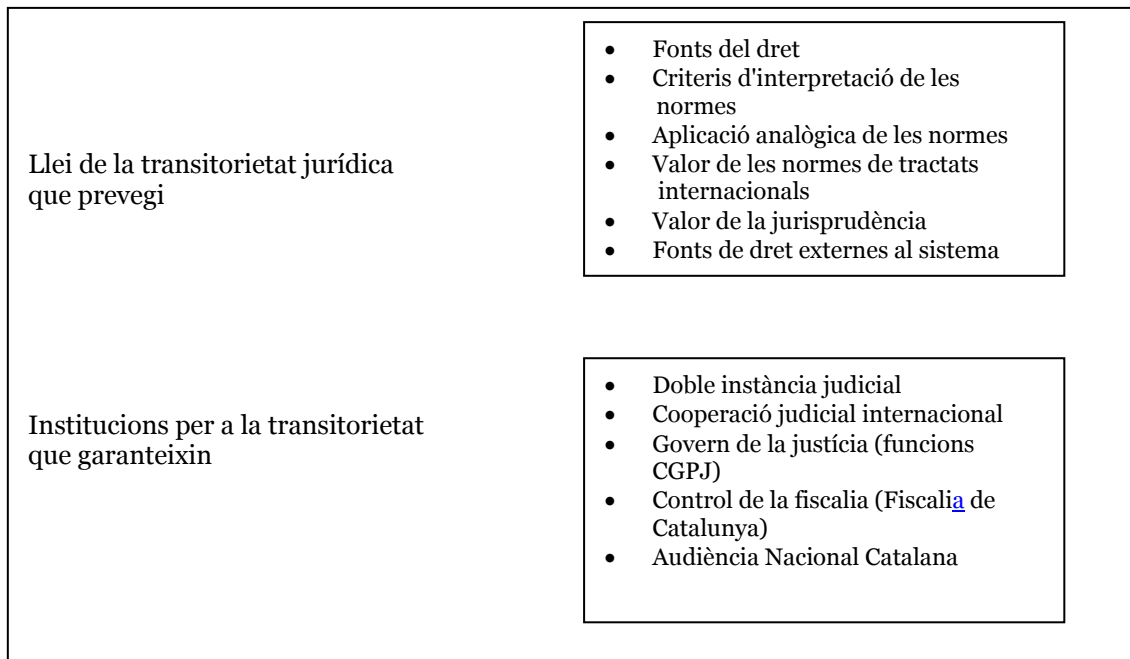 Llei de la transitorietat jurídica
que prevegi
• Fonts del dret
• Criteris d'interpretació de les
normes
• Aplicació analògica de les normes
• Valor de les normes de tractats
internacionals
• Valor de la jurisprudència
• Fonts de dret externes al sistema
Institucions per a la transitorietat
que garanteixin
• Doble instància judicial
• Cooperació judicial internacional
• Govern de la justícia (funcions
CGPJ)
• Control de la fiscalia (Fiscalia de
Catalunya)
• Audiència Nacional Catalana